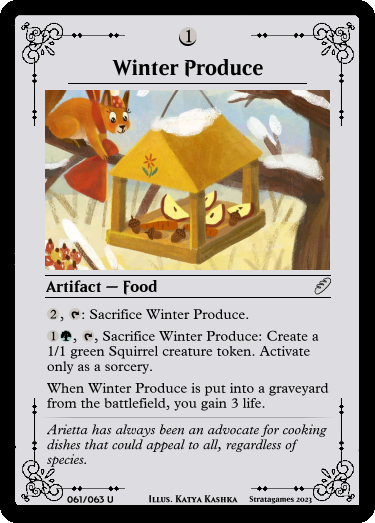 1
Winter Produce
Artifact — Food
2, : Sacrifice Winter Produce.
1, , Sacrifice Winter Produce: Create a
1/1 green Squirrel creature token. Activate
only as a sorcery.
When Winter Produce is put into a graveyard
from the battlefield, you gain 3 life.
Arietta has always been an advocate for cooking
dishes that could appeal to all, regardless of
species.
061/063 U
Illus. Katya Kashka
Stratagames 2023